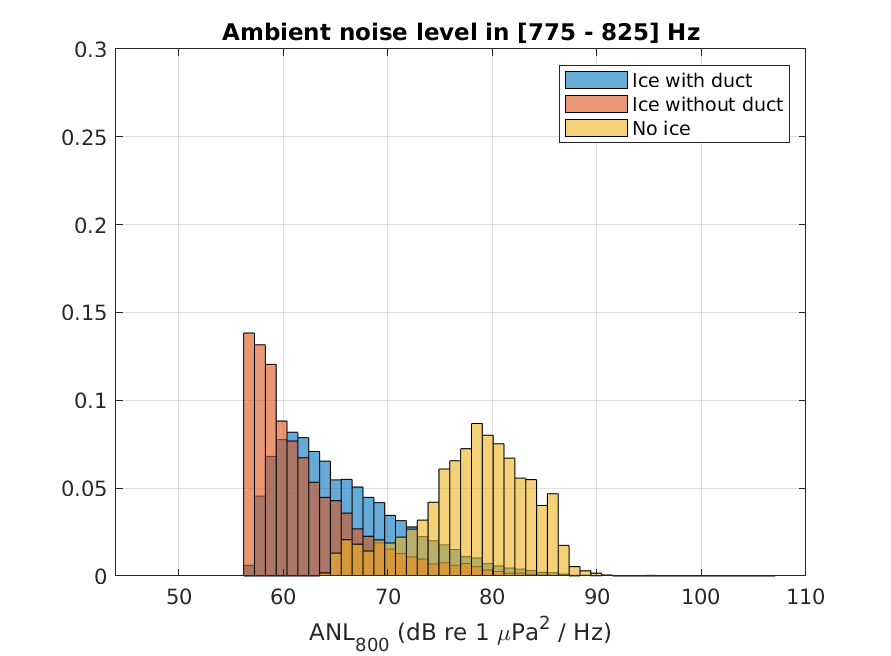 Ambient noise level in [775 - 825] Hz
0.3
0.25
0.2
0.15
0.1
0.05
0
Ice with duct
Ice without duct
No ice
50 60 70 80 90 100 110
ANL800 (dB re 1 μPa2 / Hz)